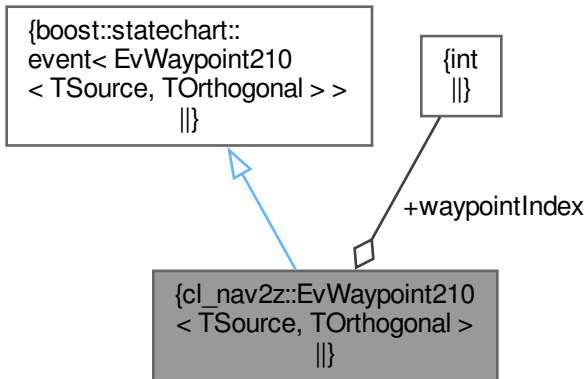 {boost::statechart::
event< EvWaypoint210
< TSource, TOrthogonal > >
||}
{int
||}
+waypointIndex
{cl_nav2z::EvWaypoint210
< TSource, TOrthogonal >
||}